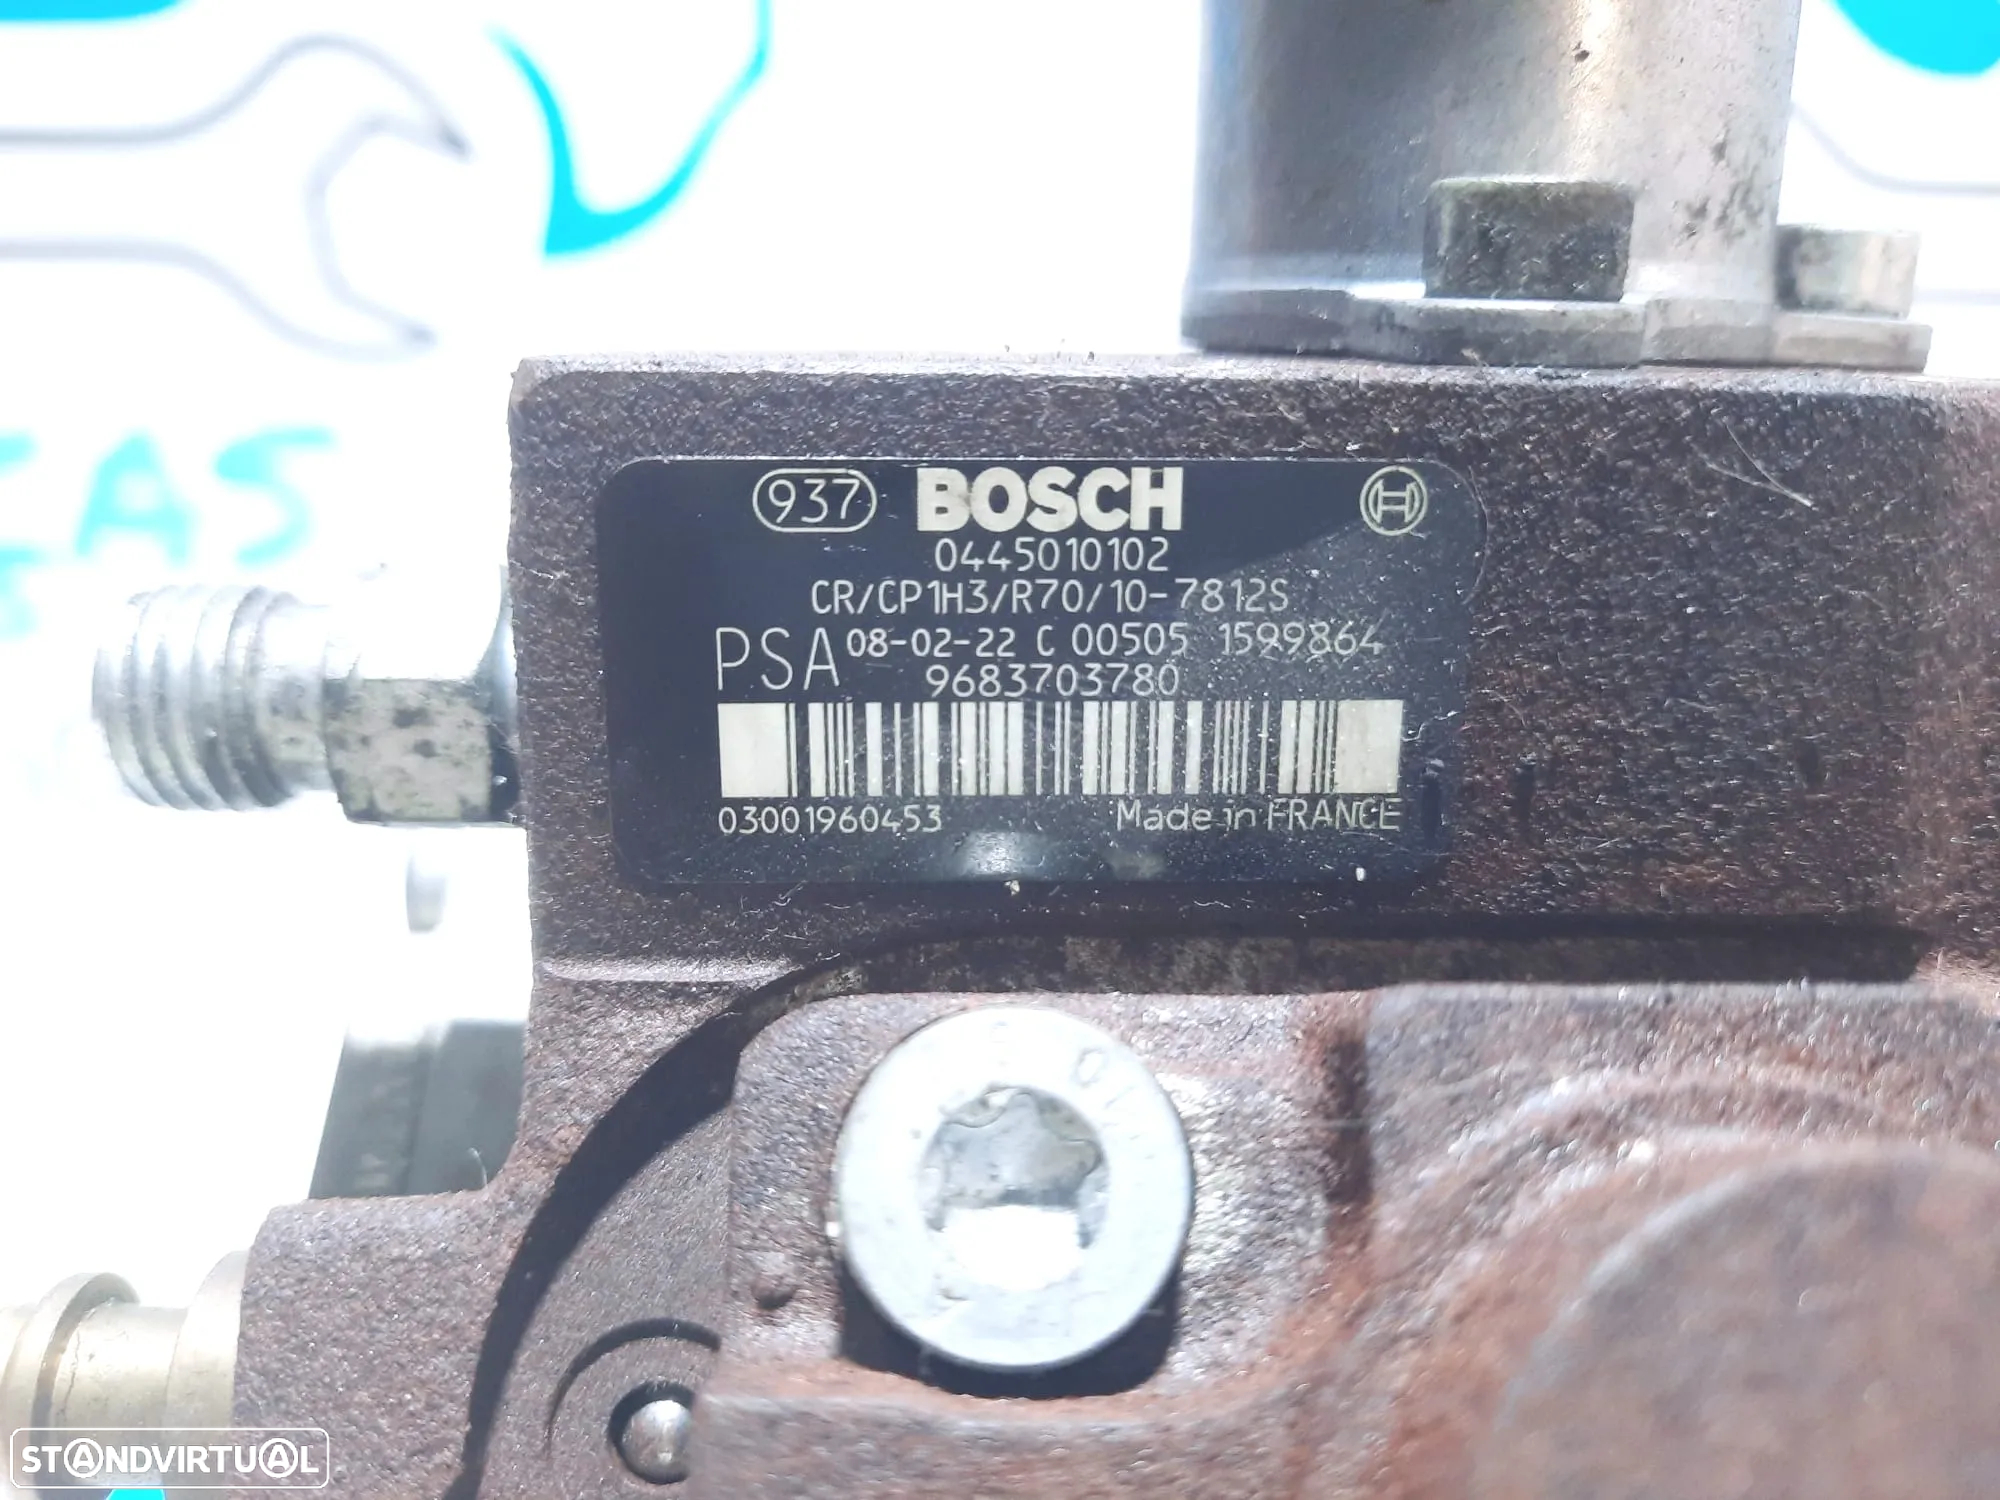 937 BOSCH
0445010102
CR/CP1H3/R70/10-7812S
PSA 08-02-22 C 00505 1599864
9683703780
03001960453 Made in FRANCE
STANDVIRTUAL